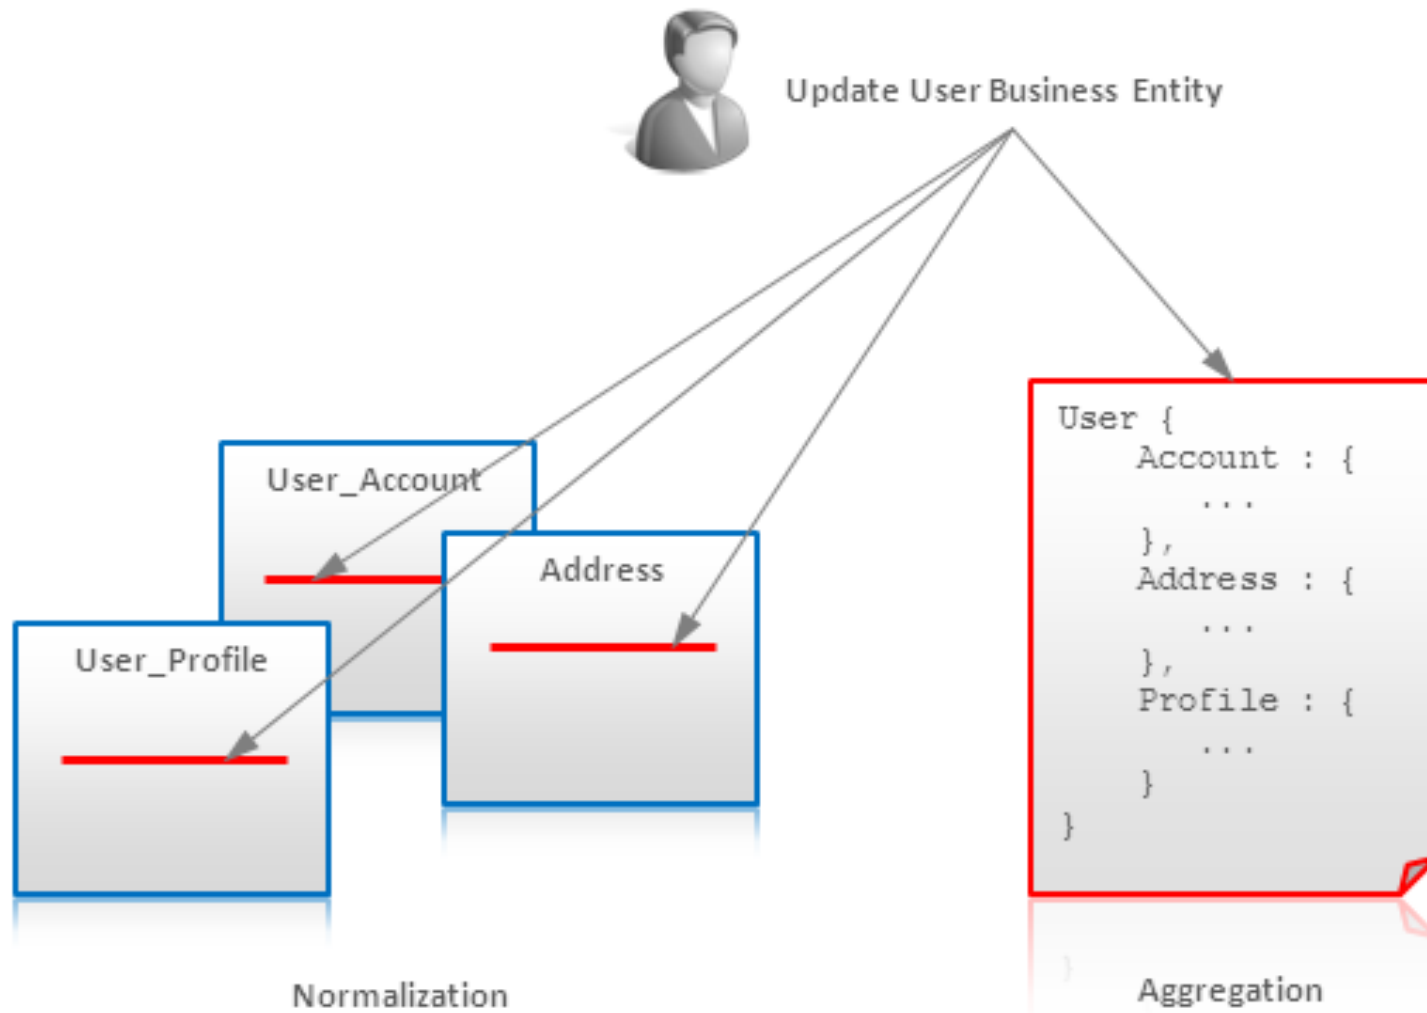 Update User Business Entity
User_Account
Address
User_Profile
User {
Account : {
...
},
Address : {
...
},
Profile : {
...
}
}
}
Normalization
Aggregation